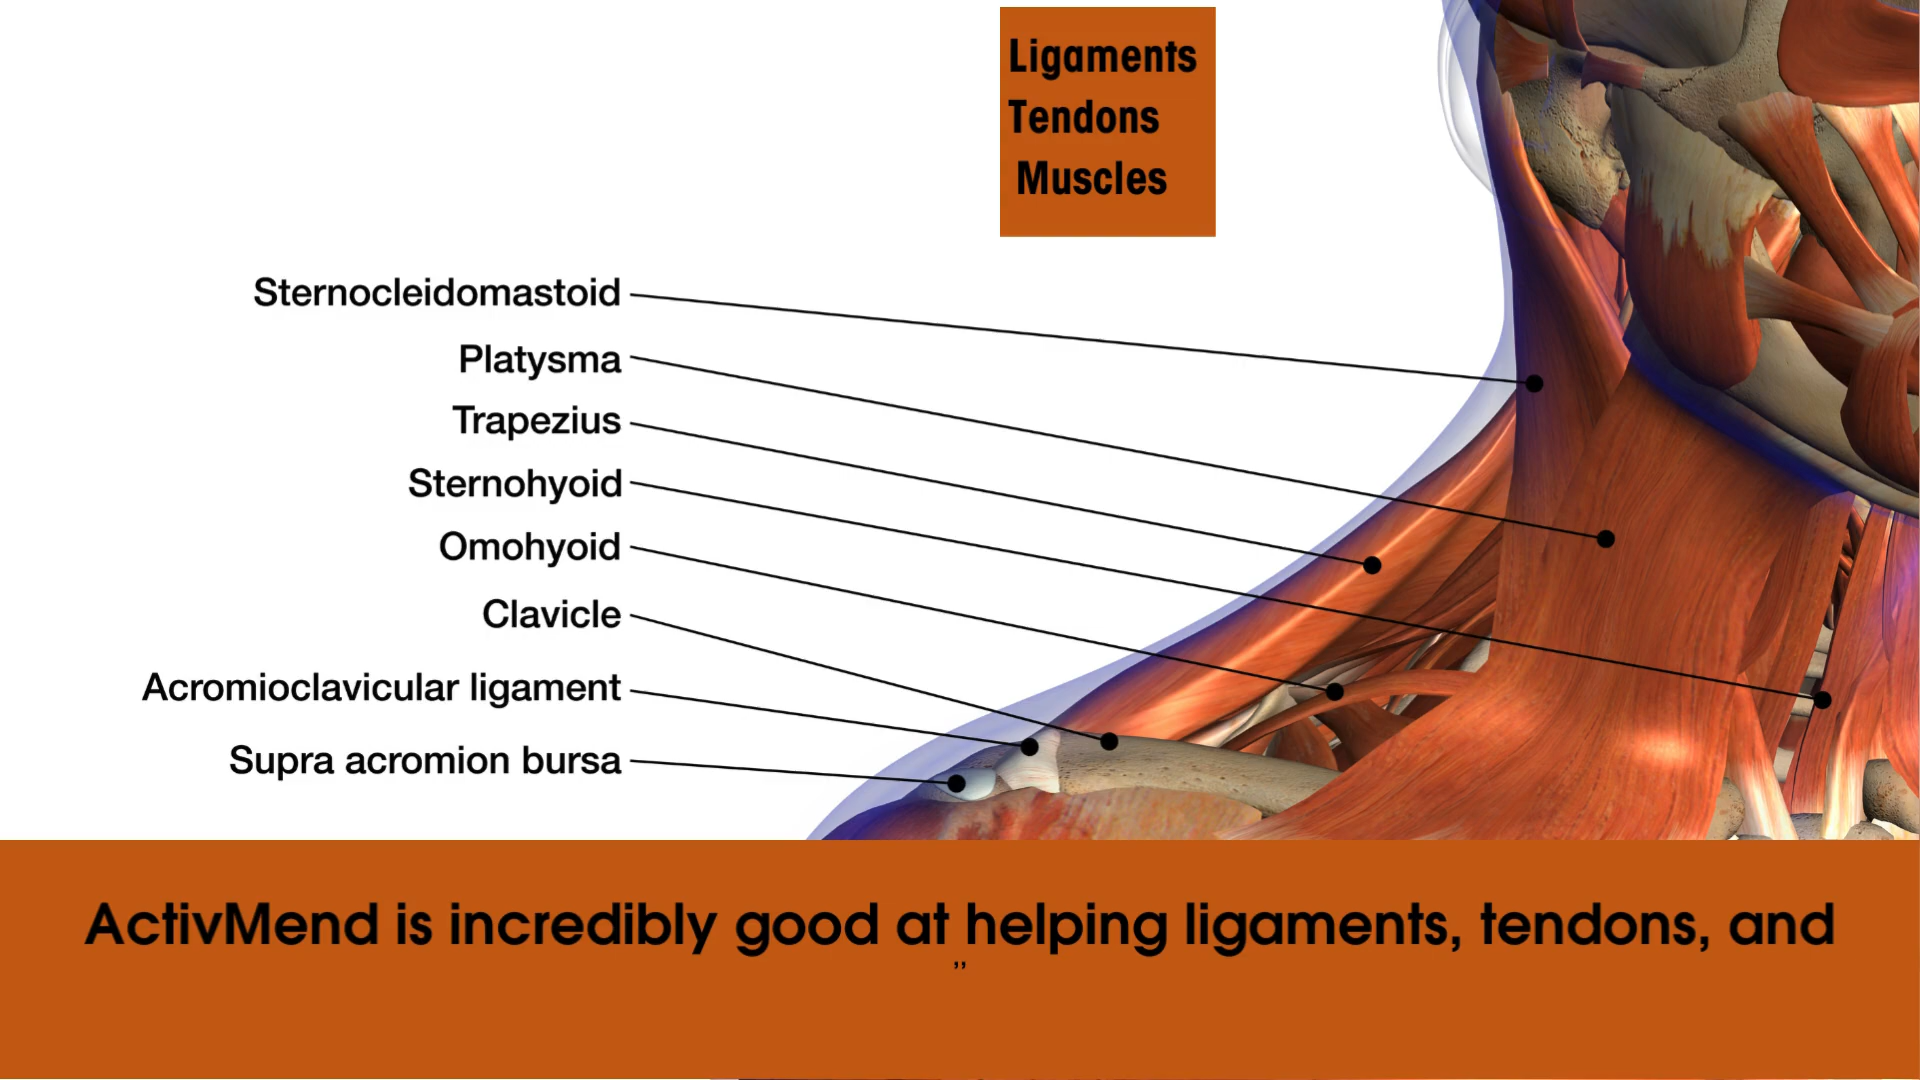 Ligaments
Tendons
Muscles
Sternocleidomastoid
Platysma
Trapezius
Sternohyoid
Omohyoid
Clavicle
Acromioclavicular ligament
Supra acromion bursa
ActivMend is incredibly good at helping ligaments, tendons, and
”